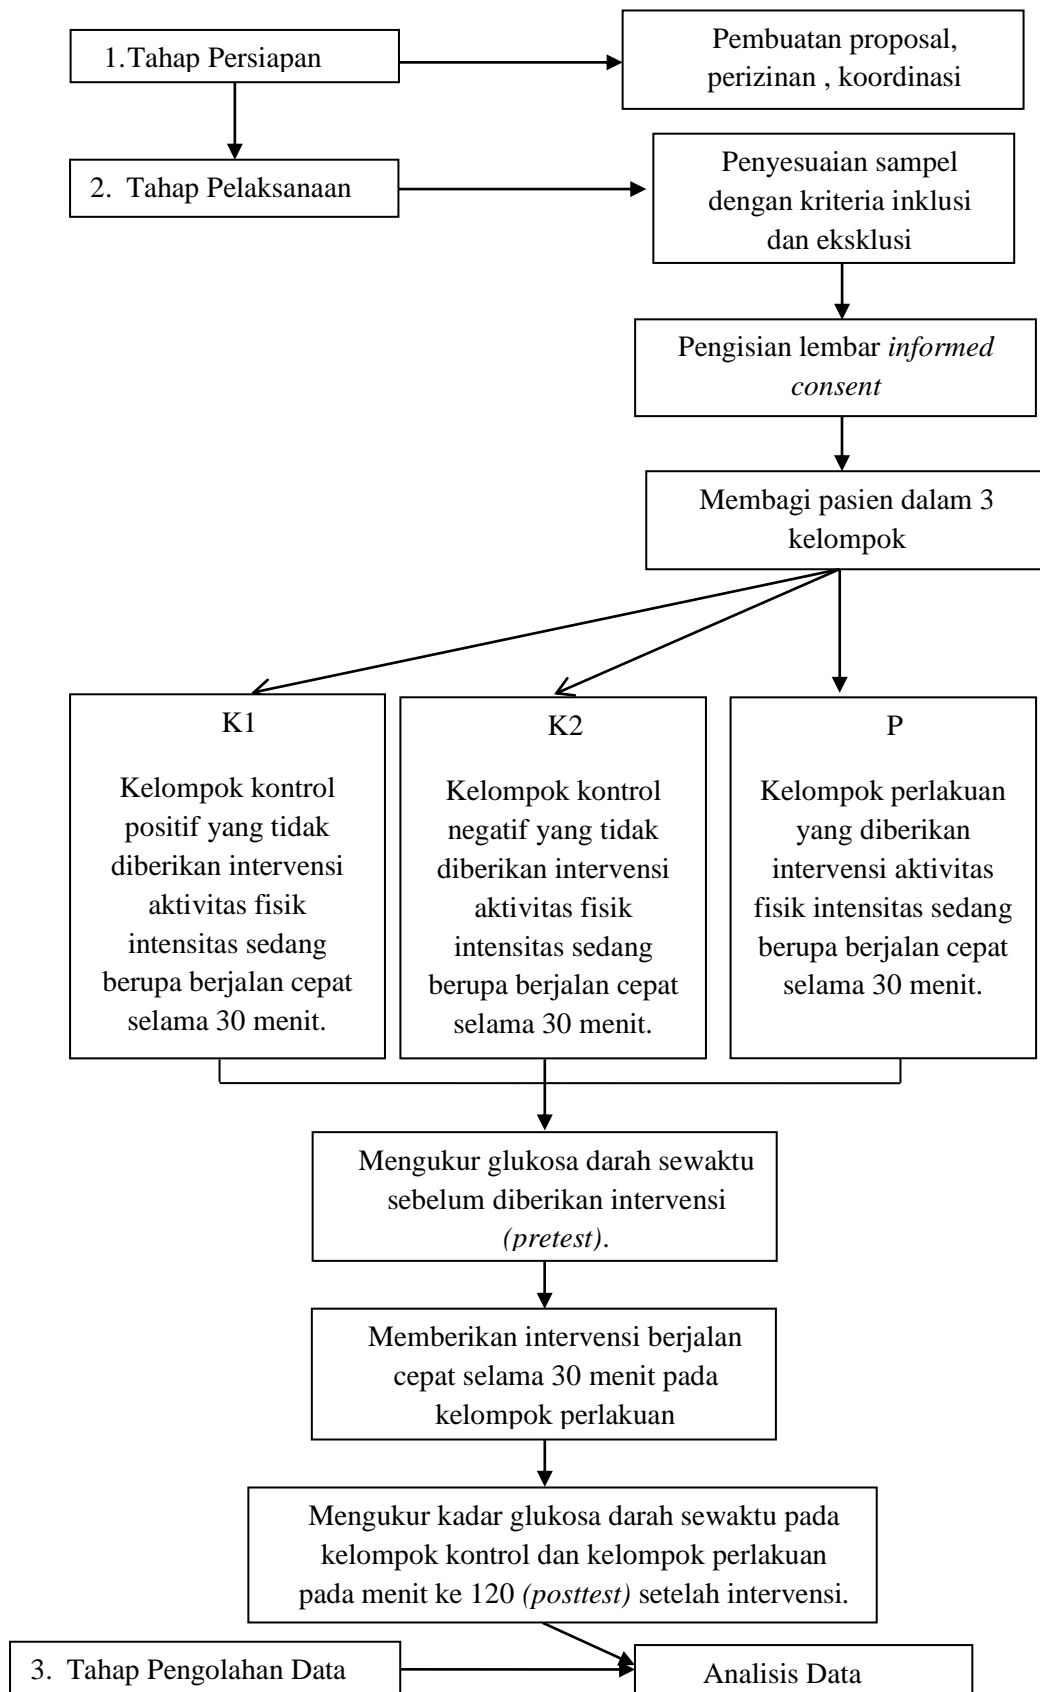 1.Tahap Persiapan
Pembuatan proposal,
perizinan , koordinasi
2. Tahap Pelaksanaan
Penyesuaian sampel
dengan kriteria inklusi
dan eksklusi
Pengisian lembar informed
consent
Membagi pasien dalam 3
kelompok
K1
Kelompok kontrol
positif yang tidak
diberikan intervensi
aktivitas fisik
intensitas sedang
berupa berjalan cepat
selama 30 menit.
K2
Kelompok kontrol
negatif yang tidak
diberikan intervensi
aktivitas fisik
intensitas sedang
berupa berjalan cepat
selama 30 menit.
P
Kelompok perlakuan
yang diberikan
intervensi aktivitas
fisik intensitas sedang
berupa berjalan cepat
selama 30 menit.
Mengukur glukosa darah sewaktu
sebelum diberikan intervensi
(pretest).
Memberikan intervensi berjalan
cepat selama 30 menit pada
kelompok perlakuan
Mengukur kadar glukosa darah sewaktu pada
kelompok kontrol dan kelompok perlakuan
pada menit ke 120 (posttest) setelah intervensi.
3. Tahap Pengolahan Data
Analisis Data